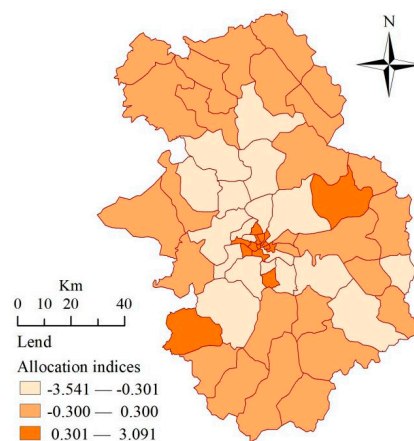 N
Km
0 10 20 40
Lend
Allocation indices
-3.541 — -0.301
-0.300 — 0.300
0.301 — 3.091